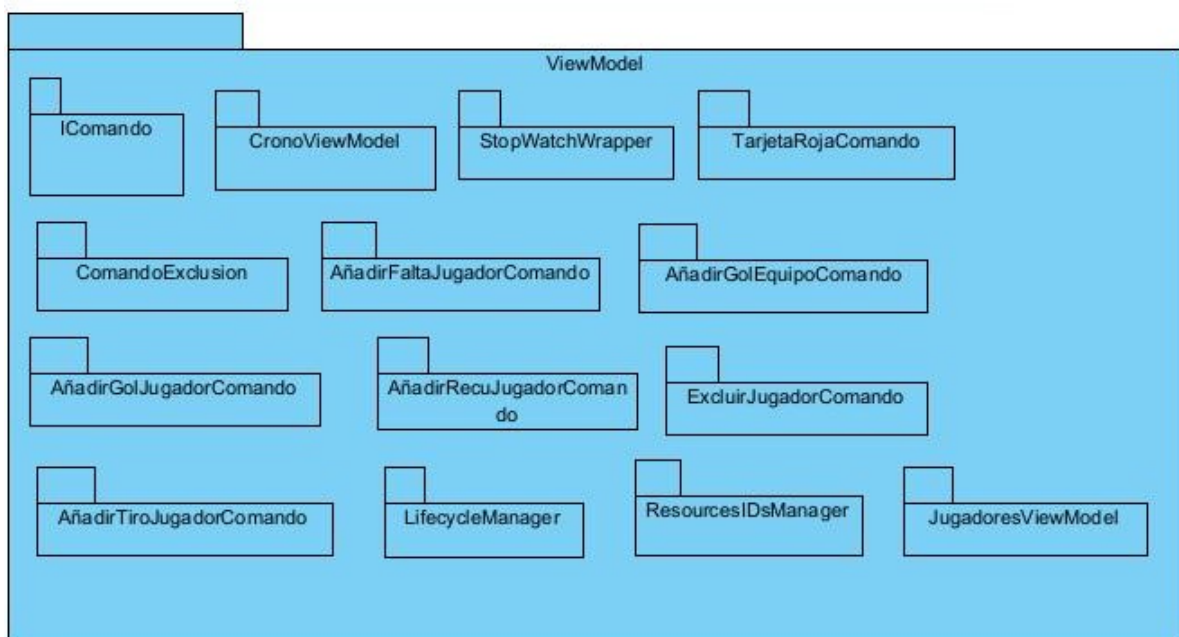 ViewModel
IComando
CronoViewModel
StopWatchWrapper
TarjetaRojaComando
ComandoExclusion
AñadirFaltaJugadorComando
AñadirGolEquipoComando
AñadirGolJugadorComando
AñadirRecuJugadorComan
do
ExcluirJugadorComando
AñadirTiroJugadorComando
LifecycleManager
ResourcesIDsManager
JugadoresViewModel